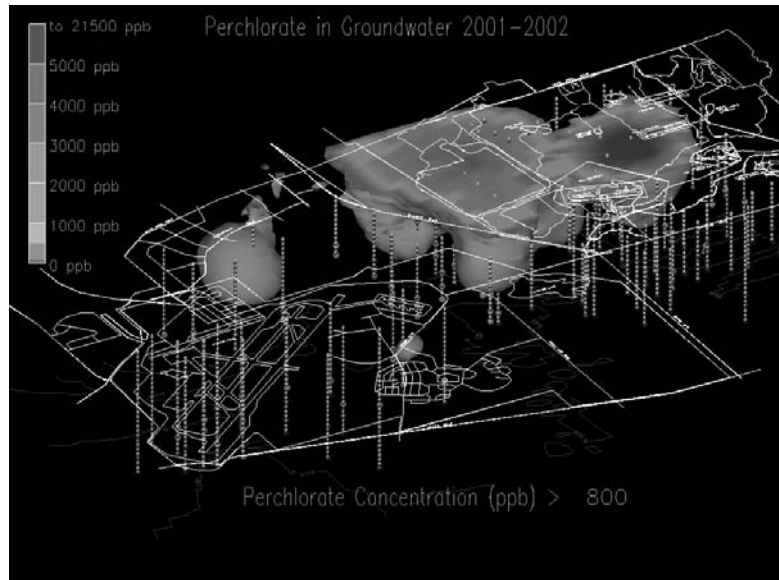 Perchlorate in Groundwater 2001-2002
to 21500 ppb
5000 ppb
4000 ppb
3000 ppb
2000 ppb
1000 ppb
0 ppb
Perchlorate Concentration (ppb) > 800